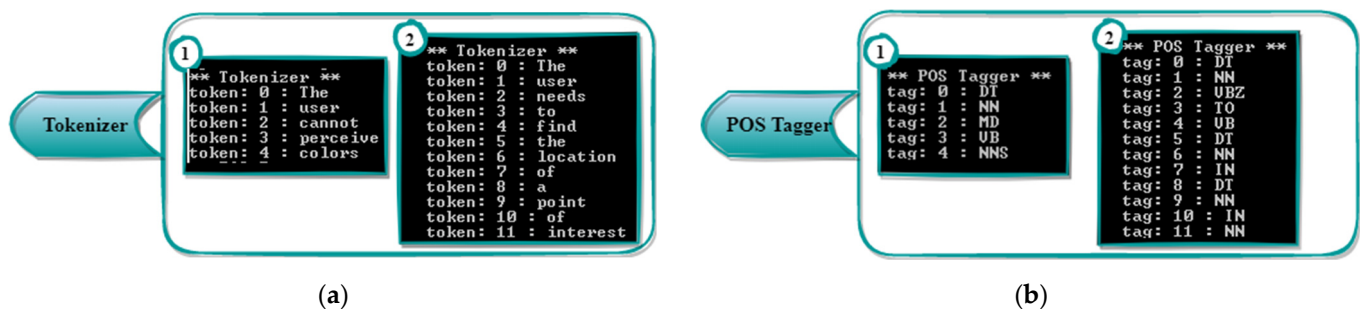 Tokenizer
1
** Tokenizer **
token: 0 : The
token: 1 : user
token: 2 : cannot
token: 3 : perceive
token: 4 : colors
2
** Tokenizer **
token: 0 : The
token: 1 : user
token: 2 : needs
token: 3 : to
token: 4 : find
token: 5 : the
token: 6 : location
token: 7 : of
token: 8 : a
token: 9 : point
token: 10 : of
token: 11 : interest
(a)
POS Tagger
1
** POS Tagger **
tag: 0 : DT
tag: 1 : NN
tag: 2 : MD
tag: 3 : VB
tag: 4 : NNS
2
** POS Tagger **
tag: 0 : DT
tag: 1 : NN
tag: 2 : VBZ
tag: 3 : TO
tag: 4 : VB
tag: 5 : DT
tag: 6 : NN
tag: 7 : IN
tag: 8 : DT
tag: 9 : NN
tag: 10 : IN
tag: 11 : NN
(b)